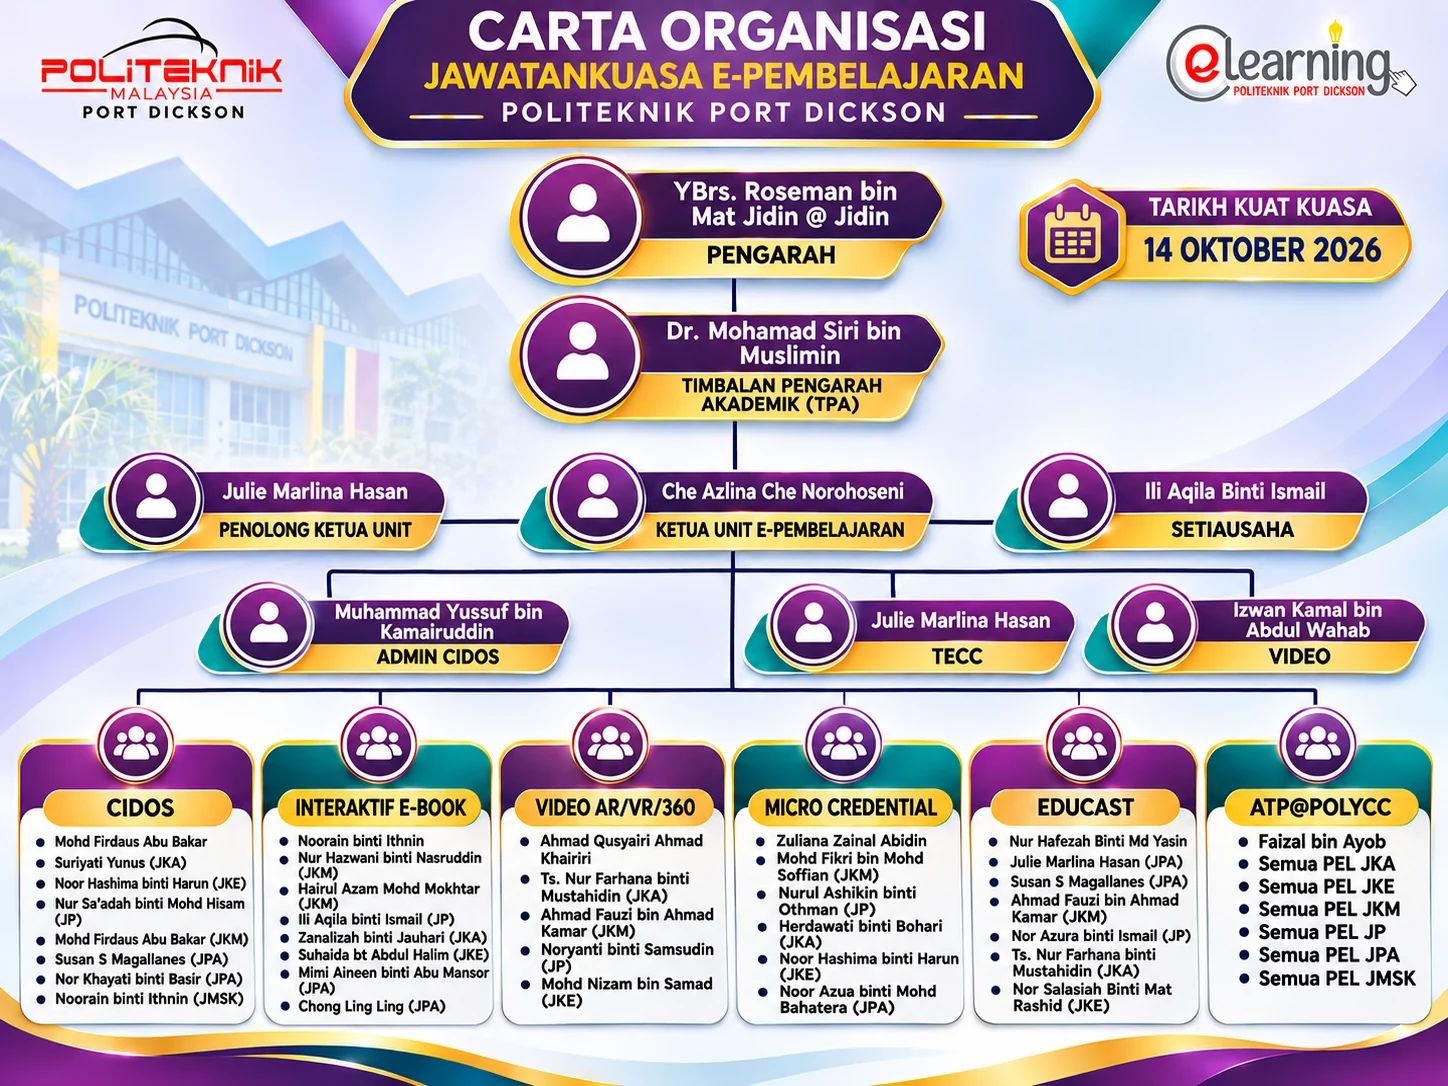 POLITEKNIK
MALAYSIA
PORT DICKSON
CARTA ORGANISASI
JAWATANKUASA E-PEMBELAJARAN
POLITEKNIK PORT DICKSON
elearning
POLITEKNIK PORT DICKSON
POLITEKNIK PORT DICKSON
YBrs. Roseman bin
Mat Jidin @ Jidin
PENGARAH
TARIKH KUAT KUASA
14 OKTOBER 2026
Dr. Mohamad Siri bin
Muslimin
TIMBALAN PENGARAH
AKADEMIK (TPA)
Julie Marlina Hasan
PENOLONG KETUA UNIT
Che Azlina Che Norohoseni
KETUA UNIT E-PEMBELAJARAN
Ili Aqila Binti Ismail
SETIAUSAHA
Muhammad Yussuf bin
Kamairuddin
ADMIN CIDOS
Julie Marlina Hasan
TECC
Izwan Kamal bin
Abdul Wahab
VIDEO
CIDOS
Mohd Firdaus Abu Bakar
Suriyati Yunus (JKA)
Noor Hashima binti Harun (JKE)
Nur Sa'adah binti Mohd Hisam
(JP)
Mohd Firdaus Abu Bakar (JKM)
Susan S Magallanes (JPA)
Nor Khayati binti Basir (JPA)
Noorain binti Ithnin (JMSK)
INTERAKTIF E-BOOK
Noorain binti Ithnin
Nur Hazwani binti Nasruddin
(JKM)
Hairul Azam Mohd Mokhtar
(JKM)
Ili Aqila binti Ismail (JP)
Zanalizah binti Jauhari (JKA)
Suhaida bt Abdul Halim (JKE)
Mimi Aineen binti Abu Mansor
(JPA)
Chong Ling Ling (JPA)
VIDEO AR/VR/360
Ahmad Qusyairi Ahmad
Khairiri
Ts. Nur Farhana binti
Mustahidin (JKA)
Ahmad Fauzi bin Ahmad
Kamar (JKM)
Noryanti binti Samsudin
(JP)
Mohd Nizam bin Samad
(JKE)
MICRO CREDENTIAL
Zuliana Zainal Abidin
Mohd Fikri bin Mohd
Soffian (JKM)
Nurul Ashikin binti
Othman (JP)
Herdawati binti Bohari
(JKA)
Noor Hashima binti Harun
(JKE)
Noor Azua binti Mohd
Bahatera (JPA)
EDUCAST
Nur Hafezah Binti Md Yasin
Julie Marlina Hasan (JPA)
Susan S Magallanes (JPA)
Ahmad Fauzi bin Ahmad
Kamar (JKM)
Nor Azura binti Ismail (JP)
Ts. Nur Farhana binti
Mustahidin (JKA)
Nor Salasiah Binti Mat
Rashid (JKE)
ATP@POLYCC
Faizal bin Ayob
Semua PEL JKA
Semua PEL JKE
Semua PEL JKM
Semua PEL JP
Semua PEL JPA
Semua PEL JMSK